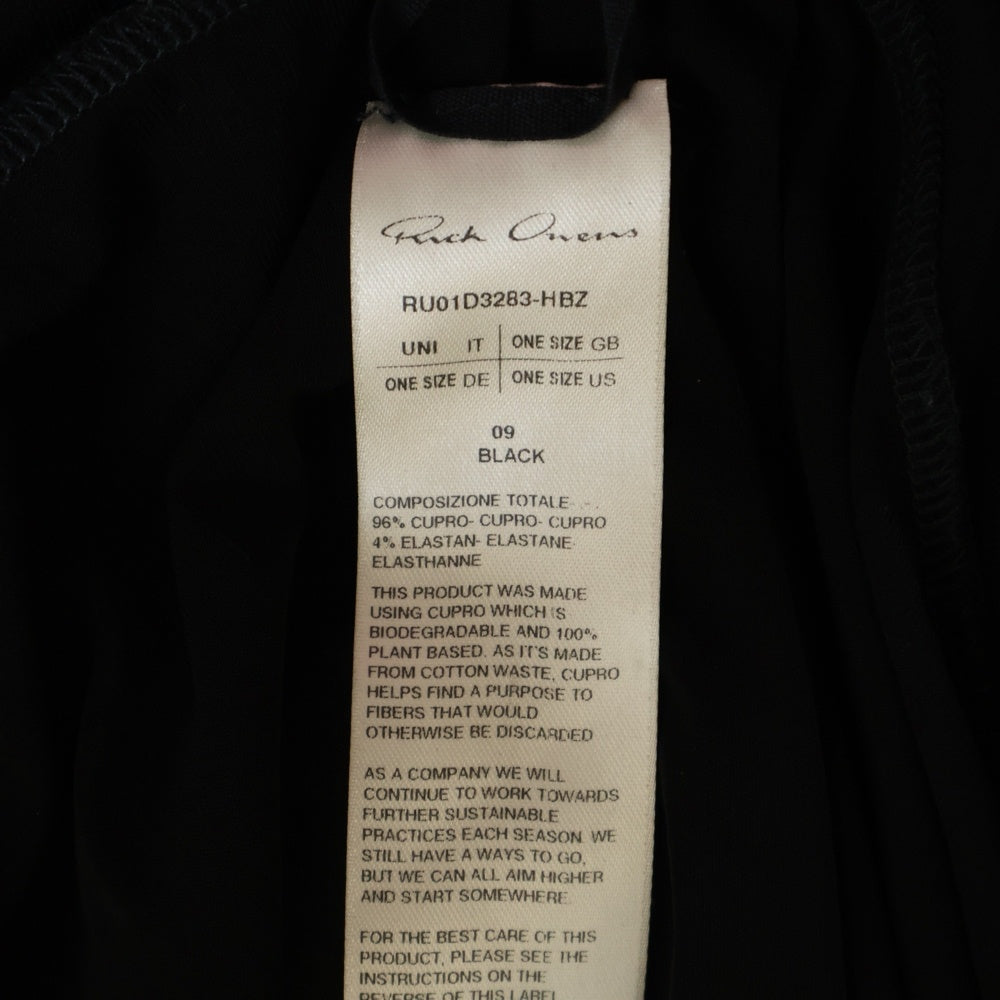 Rick Owens
RU01D3283-HBZ
UNI IT ONE SIZE GB
ONE SIZE DE ONE SIZE US
09
BLACK
COMPOSIZIONE TOTALE
96% CUPRO- CUPRO- CUPRO
4% ELASTAN- ELASTANE
ELASTHANNE
THIS PRODUCT WAS MADE
USING CUPRO WHICH IS
BIODEGRADABLE AND 100%
PLANT BASED. AS IT'S MADE
FROM COTTON WASTE, CUPRO
HELPS FIND A PURPOSE TO
FIBERS THAT WOULD
OTHERWISE BE DISCARDED
AS A COMPANY WE WILL
CONTINUE TO WORK TOWARDS
FURTHER SUSTAINABLE
PRACTICES EACH SEASON. WE
STILL HAVE A WAYS TO GO,
BUT WE CAN ALL AIM HIGHER
AND START SOMEWHERE.
FOR THE BEST CARE OF THIS
PRODUCT, PLEASE SEE THE
INSTRUCTIONS ON THE
REVERSE OF THIS LABEL